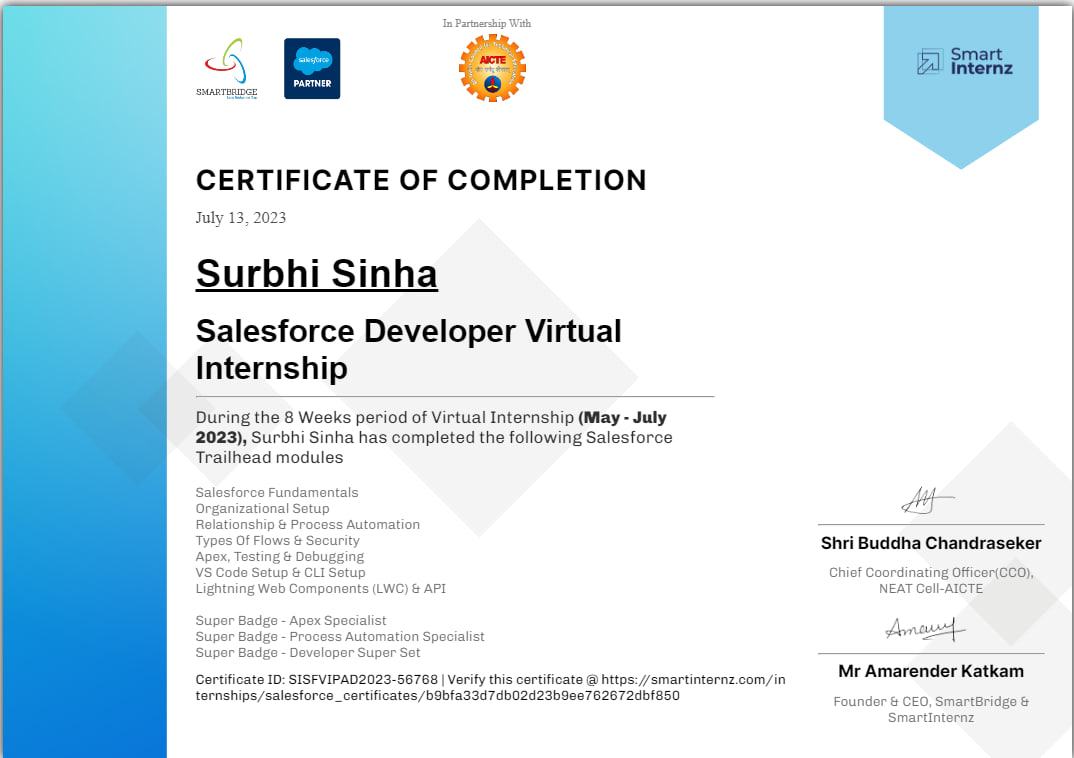 In Partnership With
SMARTBRIDGE
salesforce
PARTNER
AICTE
Smart
Internz
CERTIFICATE OF COMPLETION
July 13, 2023
Surbhi Sinha
Salesforce Developer Virtual
Internship
During the 8 Weeks period of Virtual Internship (May - July
2023), Surbhi Sinha has completed the following Salesforce
Trailhead modules
Salesforce Fundamentals
Organizational Setup
Relationship & Process Automation
Types Of Flows & Security
Apex, Testing & Debugging
VS Code Setup & CLI Setup
Lightning Web Components (LWC) & API
Super Badge - Apex Specialist
Super Badge - Process Automation Specialist
Super Badge - Developer Super Set
Certificate ID: SISFVIPAD2023-56768 | Verify this certificate @ https://smartinternz.com/in
ternships/salesforce_certificates/b9bfa33d7db02d23b9ee762672dbf850
Shri Buddha Chandraseker
Chief Coordinating Officer(CCO),
NEAT Cell-AICTE
Mr Amarender Katkam
Founder & CEO, SmartBridge &
SmartInternz